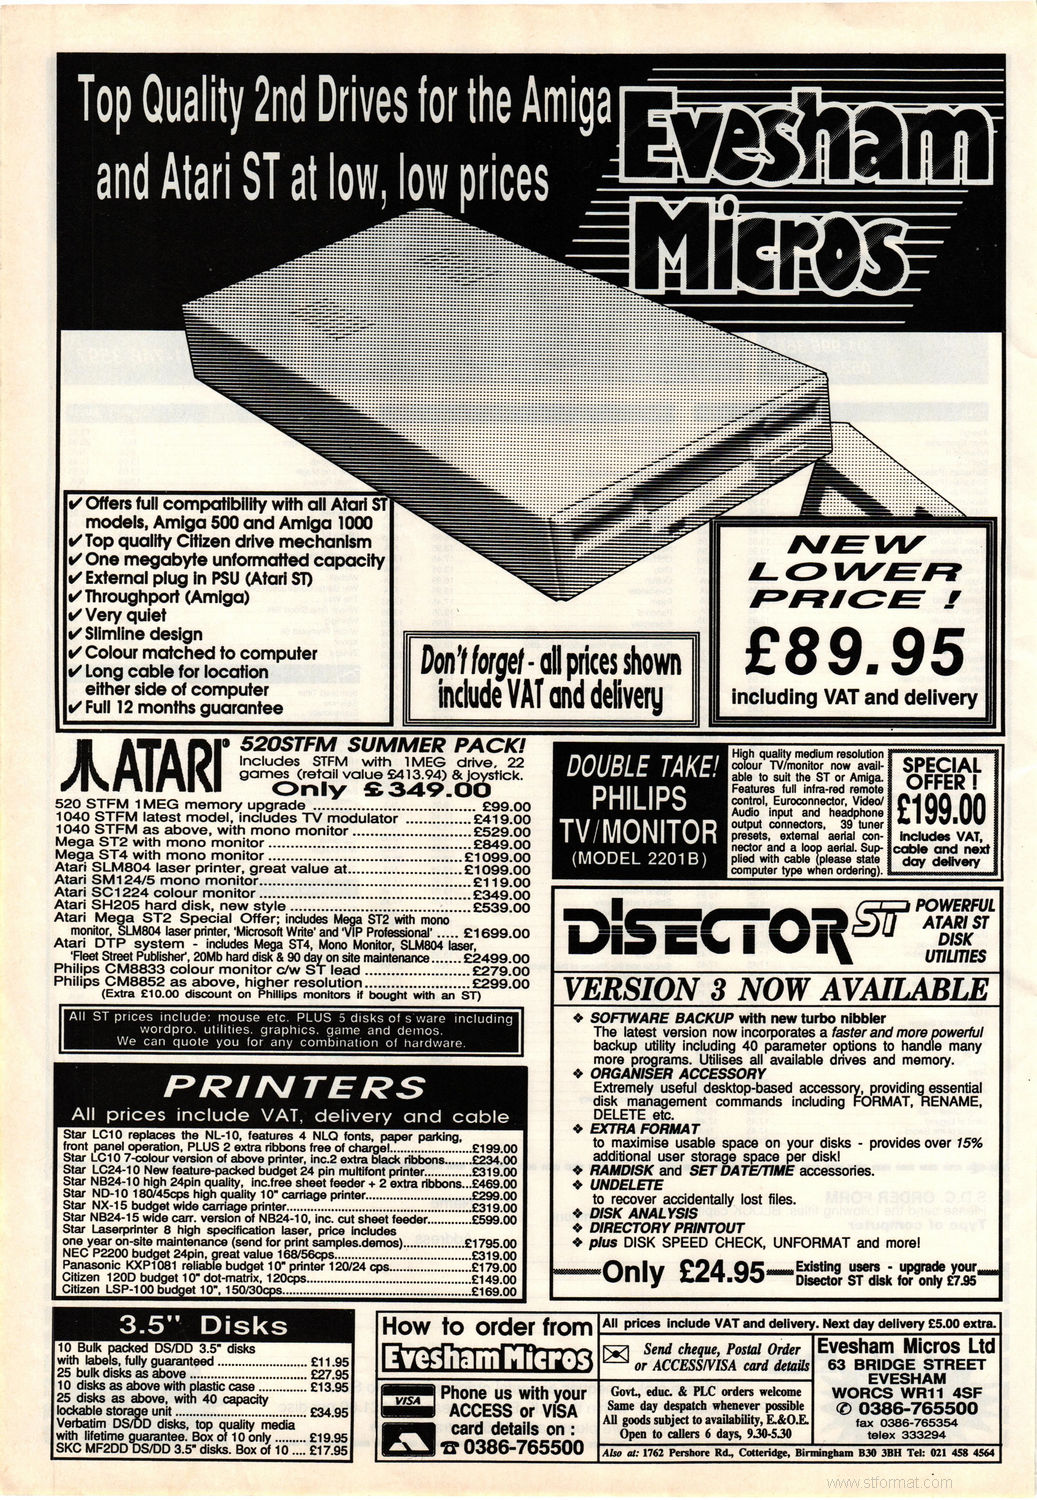 Top Quality 2nd Drives for the Amiga
and Atari ST at low, low prices
Evesham
Micros
✔ Offers full compatibility with all Atari ST
models, Amiga 500 and Amiga 1000
✔ Top quality Citizen drive mechanism
✔ One megabyte unformatted capacity
✔ External plug in PSU (Atari ST)
✔ Throughport (Amiga)
✔ Very quiet
✔ Slimline design
✔ Colour matched to computer
✔ Long cable for location
either side of computer
✔ Full 12 months guarantee
Don't forget - all prices shown
include VAT and delivery
NEW
LOWER
PRICE !
£89.95
including VAT and delivery
ATARI®
520STFM SUMMER PACK!
Includes STFM with 1MEG drive, 22
games (retail value £413.94) & joystick.
Only £349.00
520 STFM 1MEG memory upgrade ........ £99.00
1040 STFM latest model, includes TV modulator ........ £419.00
1040 STFM as above, with mono monitor ........ £529.00
Mega ST2 with mono monitor ........ £849.00
Mega ST4 with mono monitor ........ £1099.00
Atari SLM804 laser printer, great value at ........ £1099.00
Atari SM124/5 mono monitor ........ £119.00
Atari SC1224 colour monitor ........ £349.00
Atari SH205 hard disk, new style ........ £539.00
Atari Mega ST2 Special Offer; includes Mega ST2 with mono
monitor, SLM804 laser printer, 'Microsoft Write' and 'VIP Professional' ..... £1699.00
Atari DTP system - includes Mega ST4, Mono Monitor, SLM804 laser,
'Fleet Street Publisher', 20Mb hard disk & 90 day on site maintenance ........ £2499.00
Philips CM8833 colour monitor c/w ST lead ........ £279.00
Philips CM8852 as above, higher resolution ........ £299.00
(Extra £10.00 discount on Phillips monitors if bought with an ST)
All ST prices include: mouse etc. PLUS 5 disks of s ware including
wordpro. utilities. graphics. game and demos.
We can quote you for any combination of hardware.
DOUBLE TAKE!
PHILIPS
TV/MONITOR
(MODEL 2201B)
High quality medium resolution
colour TV/monitor now avail-
able to suit the ST or Amiga.
Features full infra-red remote
control, Euroconnector, Video/
Audio input and headphone
output connectors, 39 tuner
presets, external aerial con-
nector and a loop aerial. Sup-
plied with cable (please state
computer type when ordering).
SPECIAL
OFFER !
£199.00
includes VAT,
cable and next
day delivery
DISECTOR ST
POWERFUL
ATARI ST
DISK
UTILITIES
VERSION 3 NOW AVAILABLE
❖ SOFTWARE BACKUP with new turbo nibbler
The latest version now incorporates a faster and more powerful
backup utility including 40 parameter options to handle many
more programs. Utilises all available drives and memory.
❖ ORGANISER ACCESSORY
Extremely useful desktop-based accessory, providing essential
disk management commands including FORMAT, RENAME,
DELETE etc.
❖ EXTRA FORMAT
to maximise usable space on your disks - provides over 15%
additional user storage space per disk!
❖ RAMDISK and SET DATE/TIME accessories.
❖ UNDELETE
to recover accidentally lost files.
❖ DISK ANALYSIS
❖ DIRECTORY PRINTOUT
❖ plus DISK SPEED CHECK, UNFORMAT and more!
Only £24.95
Existing users - upgrade your
Disector ST disk for only £7.95
PRINTERS
All prices include VAT, delivery and cable
Star LC10 replaces the NL-10, features 4 NLQ fonts, paper parking,
front panel operation, PLUS 2 extra ribbons free of charge! ........ £199.00
Star LC10 7-colour version of above printer, inc.2 extra black ribbons ..... £234.00
Star LC24-10 New feature-packed budget 24 pin multifont printer ........ £319.00
Star NB24-10 high 24pin quality, inc.free sheet feeder + 2 extra ribbons...£469.00
Star ND-10 180/45cps high quality 10" carriage printer ........ £299.00
Star NX-15 budget wide carriage printer ........ £319.00
Star NB24-15 wide carr. version of NB24-10, inc. cut sheet feeder ........ £599.00
Star Laserprinter 8 high specification laser, price includes
one year on-site maintenance (send for print samples.demos) ........ £1795.00
NEC P2200 budget 24pin, great value 168/56cps ........ £319.00
Panasonic KXP1081 reliable budget 10" printer 120/24 cps ..... £179.00
Citizen 120D budget 10" dot-matrix, 120cps ........ £149.00
Citizen LSP-100 budget 10", 150/30cps ........ £169.00
3.5" Disks
10 Bulk packed DS/DD 3.5" disks
with labels, fully guaranteed ........ £11.95
25 bulk disks as above ........ £27.95
10 disks as above with plastic case ........ £13.95
25 disks as above, with 40 capacity
lockable storage unit ........ £34.95
Verbatim DS/DD disks, top quality media
with lifetime guarantee. Box of 10 only ........ £19.95
SKC MF2DD DS/DD 3.5" disks. Box of 10 .... £17.95
How to order from
Evesham Micros
VISA
Phone us with your
ACCESS or VISA
card details on :
☎ 0386-765500
All prices include VAT and delivery. Next day delivery £5.00 extra.
Send cheque, Postal Order
or ACCESS/VISA card details
Govt., educ. & PLC orders welcome
Same day despatch whenever possible
All goods subject to availability, E.&O.E.
Open to callers 6 days, 9.30-5.30
Evesham Micros Ltd
63 BRIDGE STREET
EVESHAM
WORCS WR11 4SF
✆ 0386-765500
fax 0386-765354
telex 333294
Also at: 1762 Pershore Rd., Cotteridge, Birmingham B30 3BH Tel: 021 458 4564
www.stformat.com